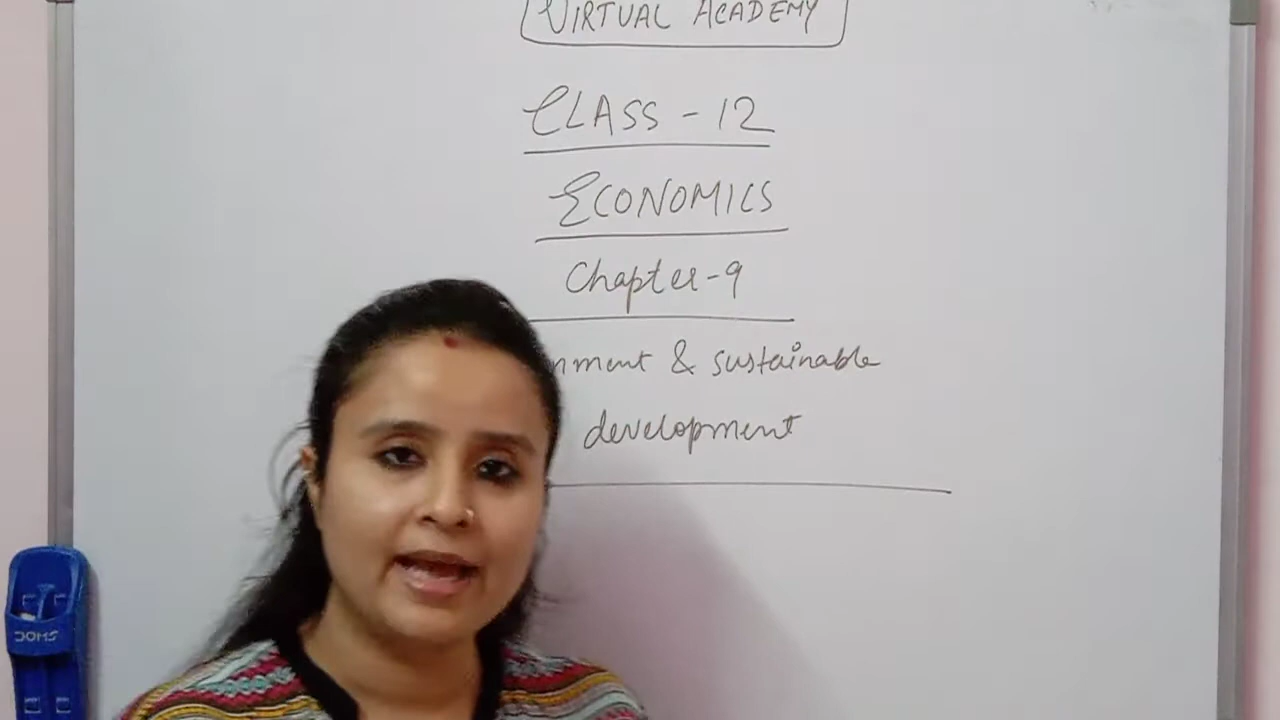 VIRTUAL ACADEMY
CLASS - 12
ECONOMICS
Chapter-9
nment & sustainable
development
DOMS